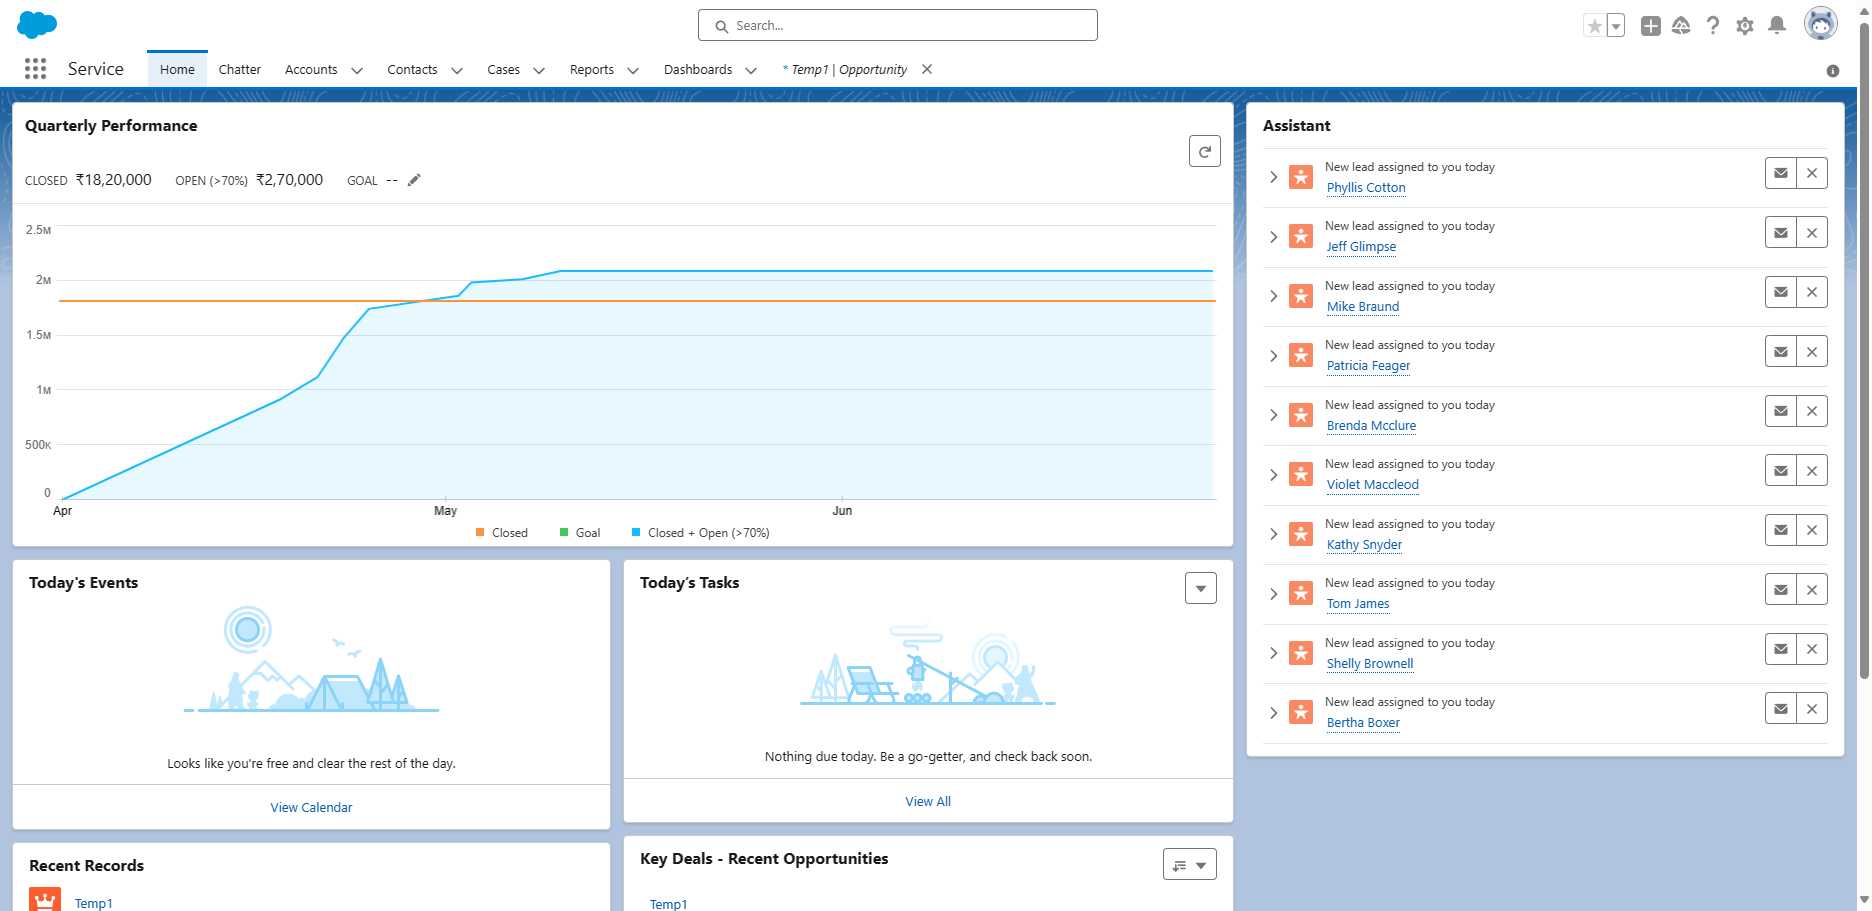 Search...
Service
Home
Chatter
Accounts
Contacts
Cases
Reports
Dashboards
* Temp1 | Opportunity
Quarterly Performance
CLOSED ₹18,20,000 OPEN (>70%) ₹2,70,000 GOAL --
2.5M
2M
1.5M
1M
500K
0
Apr May Jun
Closed Goal Closed + Open (>70%)
Today's Events
Looks like you're free and clear the rest of the day.
View Calendar
Today's Tasks
Nothing due today. Be a go-getter, and check back soon.
View All
Recent Records
Temp1
Key Deals - Recent Opportunities
Temp1
Assistant
New lead assigned to you today
Phyllis Cotton
New lead assigned to you today
Jeff Glimpse
New lead assigned to you today
Mike Braund
New lead assigned to you today
Patricia Feager
New lead assigned to you today
Brenda Mcclure
New lead assigned to you today
Violet Maccleod
New lead assigned to you today
Kathy Snyder
New lead assigned to you today
Tom James
New lead assigned to you today
Shelly Brownell
New lead assigned to you today
Bertha Boxer